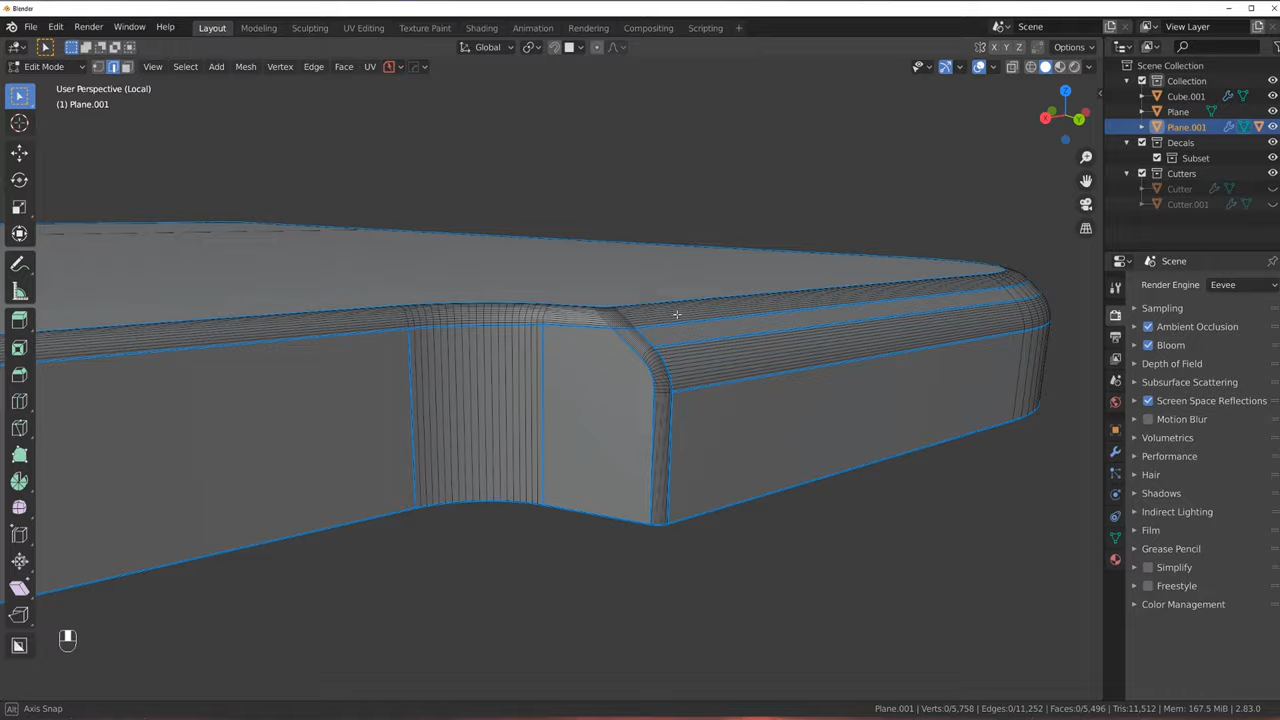 Blender
File Edit Render Window Help
Layout Modeling Sculpting UV Editing Texture Paint Shading Animation Rendering Compositing Scripting
Scene
View Layer
Global
X Y Z
Options
Edit Mode
View Select Add Mesh Vertex Edge Face UV
User Perspective (Local)
(1) Plane.001
Z
X
Y
Scene Collection
Collection
Cube.001
Plane
Plane.001
Decals
Subset
Cutters
Cutter
Cutter.001
Scene
Render Engine Eevee
Sampling
Ambient Occlusion
Bloom
Depth of Field
Subsurface Scattering
Screen Space Reflections
Motion Blur
Volumetrics
Performance
Hair
Shadows
Indirect Lighting
Film
Grease Pencil
Simplify
Freestyle
Color Management
Alt Axis Snap
Plane.001 | Verts:0/5,758 | Edges:0/11,252 | Faces:0/5,496 | Tris:11,512 | Mem: 167.5 MiB | 2.83.0